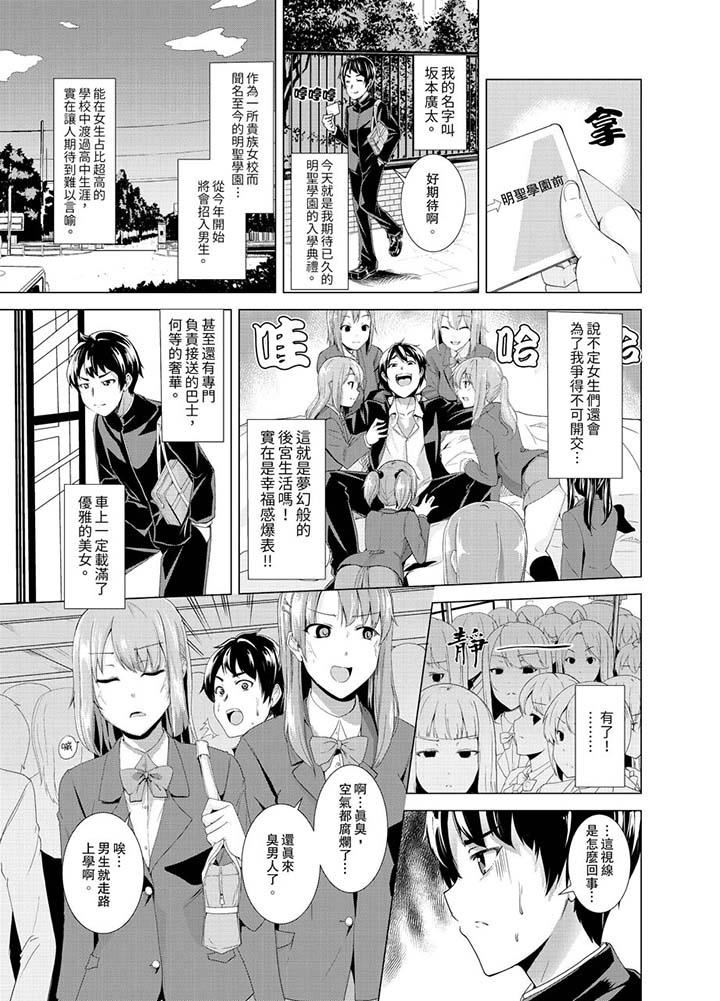 拿
→明聖學園前
我的名字叫
坂本廣太。
好期待啊。
哼哼哼
今天就是我期待已久的
明聖學園的入學典禮。
作為一所貴族女校而
聞名至今的明聖學園…
從今年開始
將會招入男生。
能在女生占比超高的
學校中渡過高中生涯，
實在讓人期待到難以言喻。
說不定女生們還會
為了我爭得不可開交…
哈
哈
哇
這就是夢幻般的
後宮生活嗎！
實在是幸福感爆表!!
甚至還有專門
負責接送的巴士，
何等的奢華。
車上一定載滿了
優雅的美女。
靜
有了！
…這視線
是怎麼回事…
啊…真臭，
空氣都腐爛了…
還真來
臭男人了。
唉…
男生就走路
上學啊。